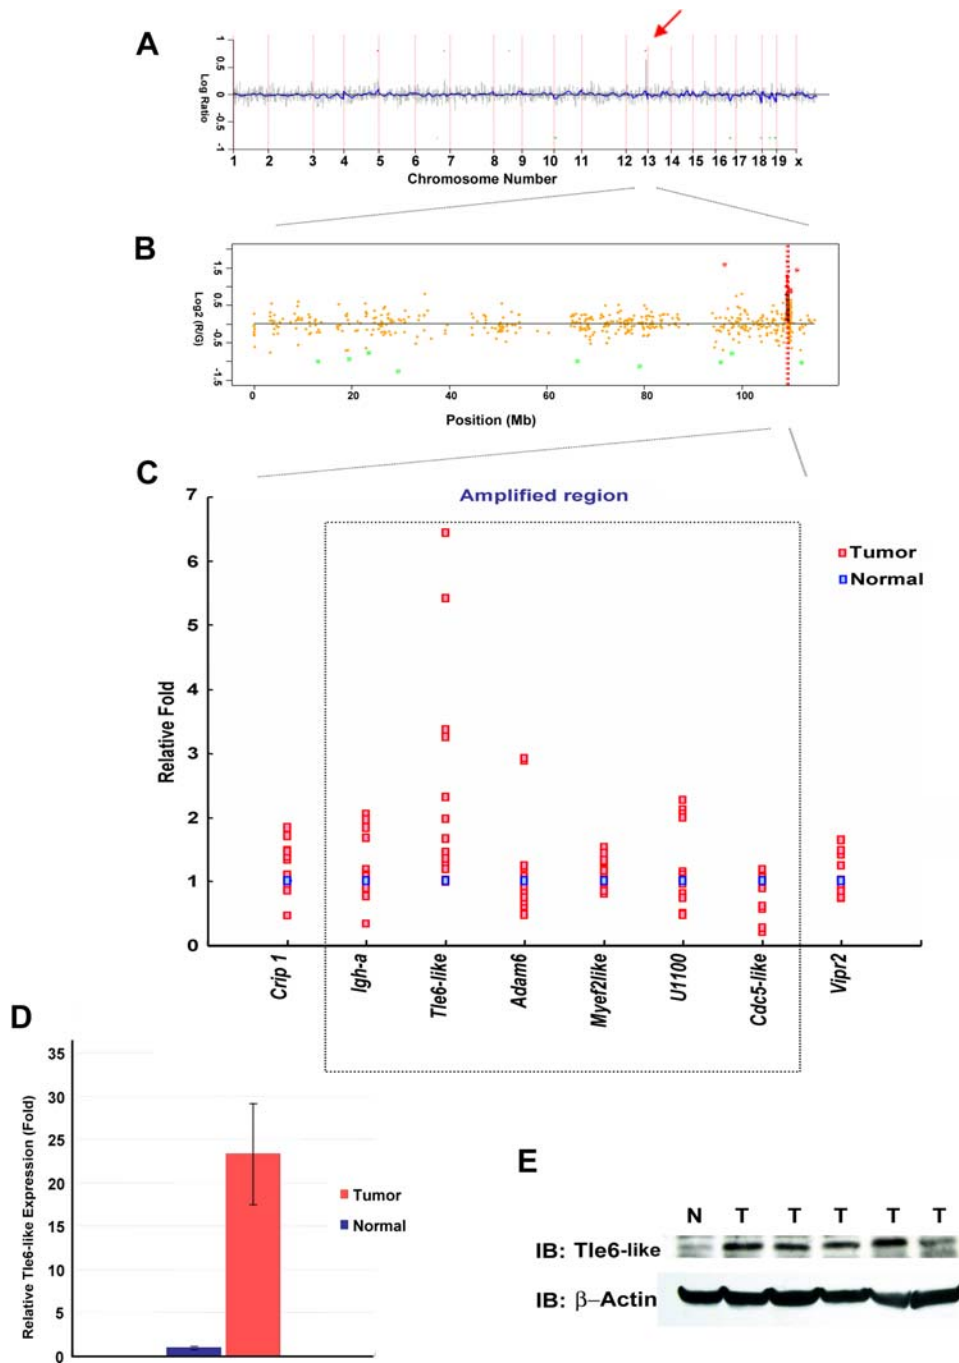 A
1
0.5
0
-0.5
-1
Log Ratio
1 2 3 4 5 6 7 8 9 10 11 12 13 14 15 16 17 18 19 x
Chromosome Number
B
1.5
0.5
-0.5
-1.5
Log2 (R/G)
0 20 40 60 80 100
Position (Mb)
C
Amplified region
7
6
5
4
3
2
1
0
Relative Fold
Tumor
Normal
Crip 1
Igh-a
Tle6-like
Adam6
Myef2like
U1100
Cdc5-like
Vipr2
D
35
30
25
20
15
10
5
0
Relative Tle6-like Expression (Fold)
Tumor
Normal
E
N T T T T T
IB: Tle6-like
IB: β–Actin